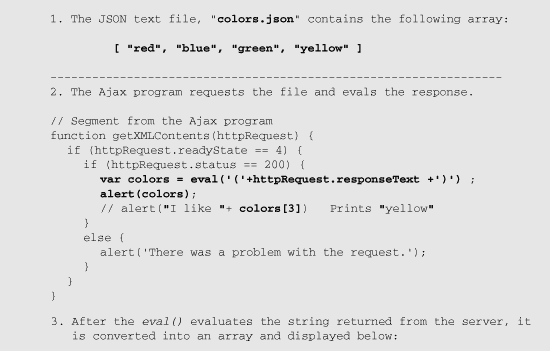 1. The JSON text file, "colors.json" contains the following array:
[ "red", "blue", "green", "yellow" ]
----------------------------------------------------------------
2. The Ajax program requests the file and evals the response.
// Segment from the Ajax program
function getXMLContents(httpRequest) {
if (httpRequest.readyState == 4) {
if (httpRequest.status == 200) {
var colors = eval('('+httpRequest.responseText +')') ;
alert(colors);
// alert("I like "+ colors[3]) Prints "yellow"
}
else {
alert('There was a problem with the request.');
}
}
}
3. After the eval() evaluates the string returned from the server, it
is converted into an array and displayed below: